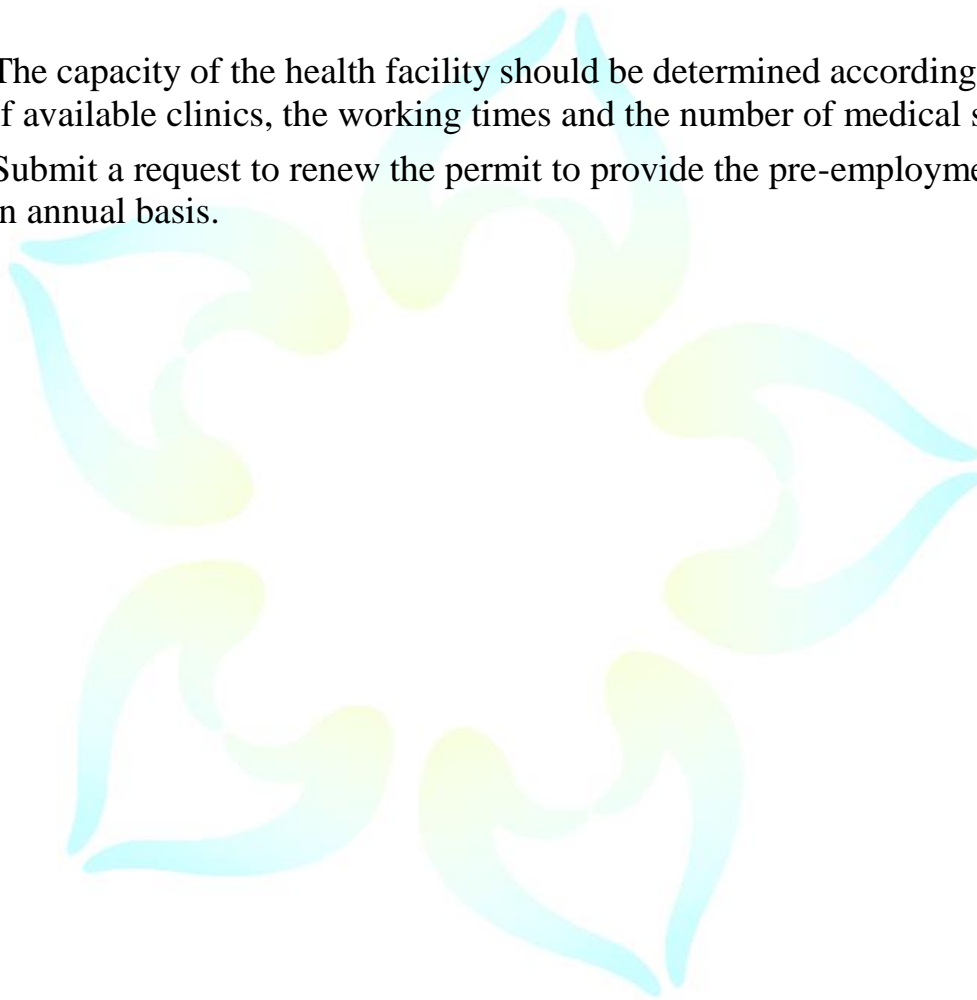 The capacity of the health facility should be determined according
f available clinics, the working times and the number of medical s
Submit a request to renew the permit to provide the pre-employme
n annual basis.